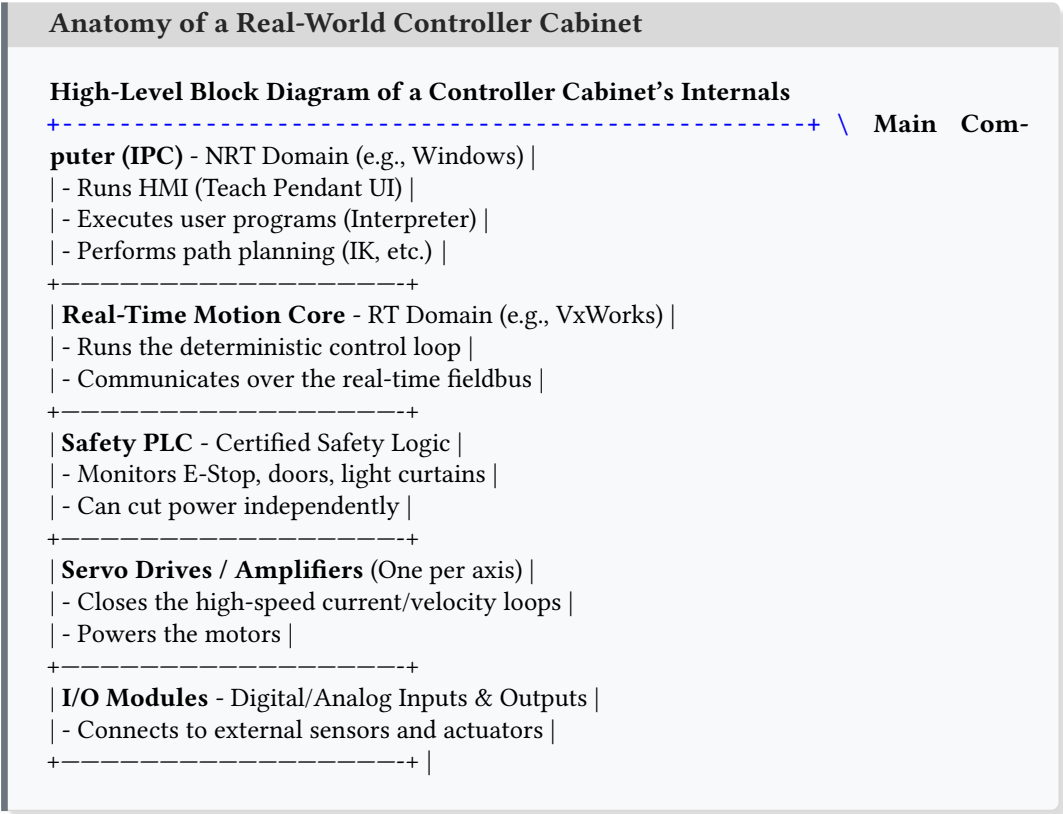 Anatomy of a Real-World Controller Cabinet
High-Level Block Diagram of a Controller Cabinet’s Internals
+-----------------------------------------------------+ \ Main Com-
puter (IPC) - NRT Domain (e.g., Windows) |
| - Runs HMI (Teach Pendant UI) |
| - Executes user programs (Interpreter) |
| - Performs path planning (IK, etc.) |
+—————————————————-+
| Real-Time Motion Core - RT Domain (e.g., VxWorks) |
| - Runs the deterministic control loop |
| - Communicates over the real-time fieldbus |
+—————————————————-+
| Safety PLC - Certified Safety Logic |
| - Monitors E-Stop, doors, light curtains |
| - Can cut power independently |
+—————————————————-+
| Servo Drives / Amplifiers (One per axis) |
| - Closes the high-speed current/velocity loops |
| - Powers the motors |
+—————————————————-+
| I/O Modules - Digital/Analog Inputs & Outputs |
| - Connects to external sensors and actuators |
+—————————————————-+ |